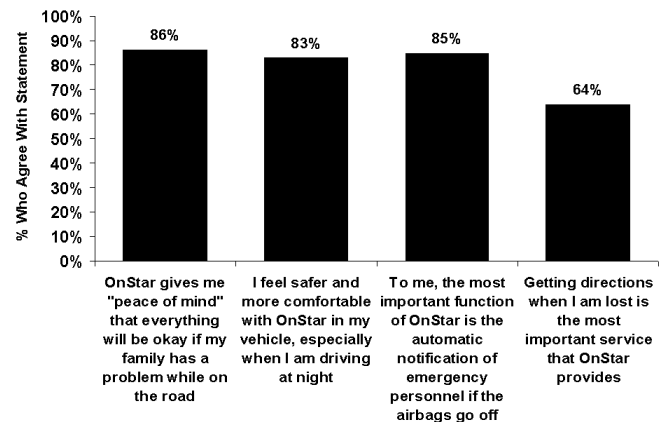 100%
90%
80%
70%
60%
50%
40%
30%
20%
10%
0%
% Who Agree With Statement
86%
83%
85%
64%
OnStar gives me
"peace of mind"
that everything
will be okay if my
family has a
problem while on
the road
I feel safer and
more comfortable
with OnStar in my
vehicle, especially
when I am driving
at night
To me, the most
important function
of OnStar is the
automatic
notification of
emergency
personnel if the
airbags go off
Getting directions
when I am lost is
the most
important service
that OnStar
provides